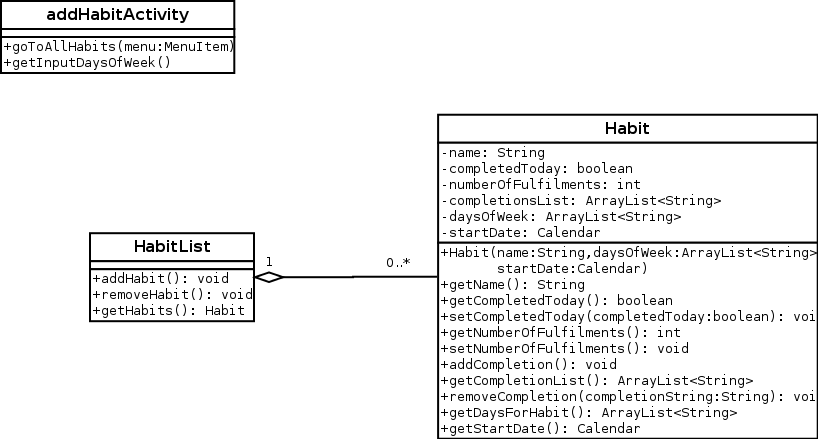 addHabitActivity
+goToAllHabits(menu:MenuItem)
+getInputDaysOfWeek()
HabitList
+addHabit(): void
+removeHabit(): void
+getHabits(): Habit
1
0..*
Habit
-name: String
-completedToday: boolean
-numberOfFulfilments: int
-completionsList: ArrayList<String>
-daysOfWeek: ArrayList<String>
-startDate: Calendar
+Habit(name:String,daysOfWeek:ArrayList<String>
startDate:Calendar)
+getName(): String
+getCompletedToday(): boolean
+setCompletedToday(completedToday:boolean): voi
+getNumberOfFulfilments(): int
+setNumberOfFulfilments(): void
+addCompletion(): void
+getCompletionList(): ArrayList<String>
+removeCompletion(completionString:String): voi
+getDaysForHabit(): ArrayList<String>
+getStartDate(): Calendar